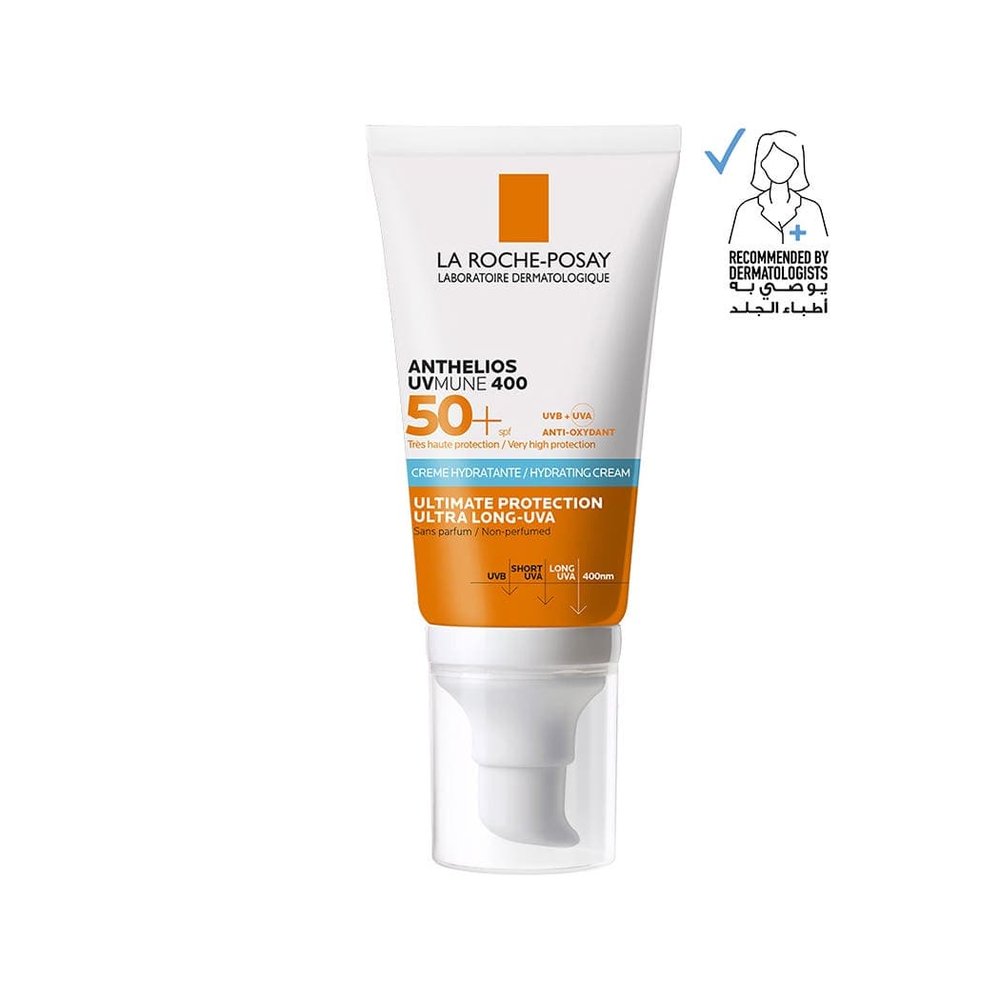 LA ROCHE-POSAY
LABORATOIRE DERMATOLOGIQUE
ANTHELIOS
UVMUNE 400
50+ spf
UVB + UVA
ANTI-OXYDANT
Très haute protection / Very high protection
CREME HYDRATANTE / HYDRATING CREAM
ULTIMATE PROTECTION
ULTRA LONG-UVA
Sans parfum / Non-perfumed
UVB SHORT UVA LONG UVA 400nm
RECOMMENDED BY
DERMATOLOGISTS
يوصي به
أطباء الجلد